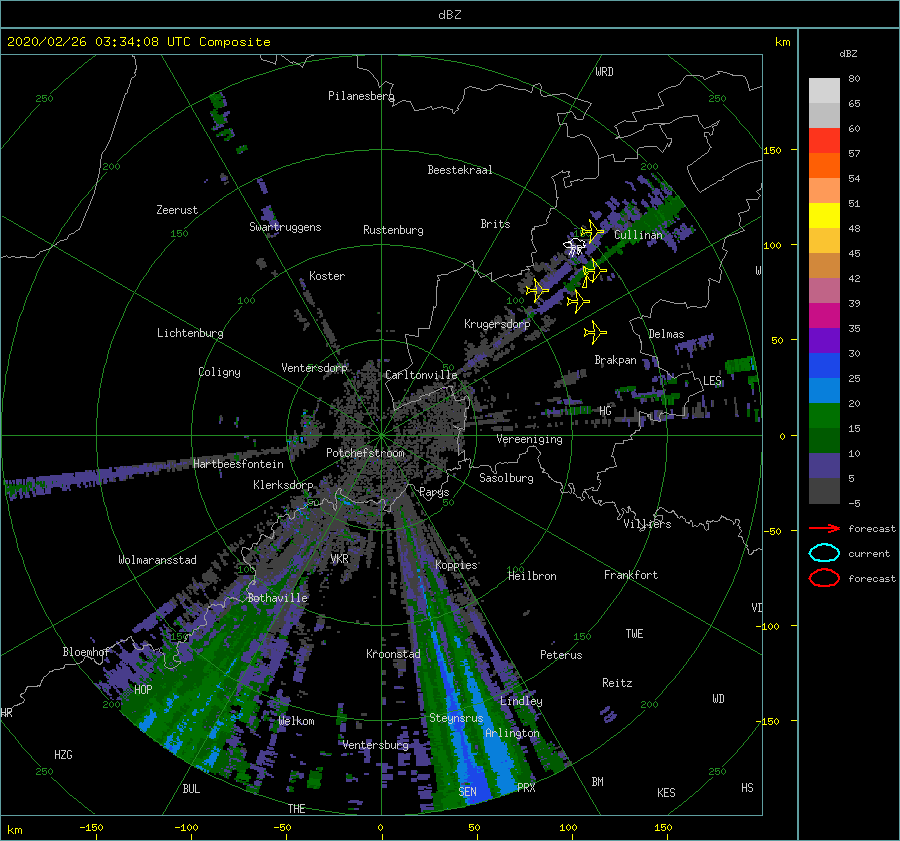 dBZ
2020/02/26 03:34:08 UTC Composite
km
dBZ
WRD
80
250
Pilanesberg
250
65
60
150
57
200
Beestekraal
200
54
Zeerust
51
Swartruggens
Rustenburg
Brits
150
Cullinan
48
100
45
Koster
42
100
100
39
Lichtenburg
Krugersdorp
35
Delmas
50
30
Ventersdorp
Carltonville
50
Brakpan
Coligny
LES
25
HG
20
Vereeniging
0
15
Potchefstroom
10
Hartbeesfontein
Sasolburg
5
Klerksdorp
Parys
50
50
-5
Villiers
-50
forecast
Wolmaransstad
VKR
Koppies
current
100
100
Heilbron
Frankfort
forecast
Bothaville
VD
-100
150
150
TWE
Bloemhof
Kroonstad
Peterus
HOP
Reitz
200
Lindley
200
WD
HR
Welkom
Steynsrus
-150
Arlington
Ventersburg
HZG
250
250
BUL
SEN
PRX
BM
KES
HS
THE
km
-150
-100
-50
0
50
100
150